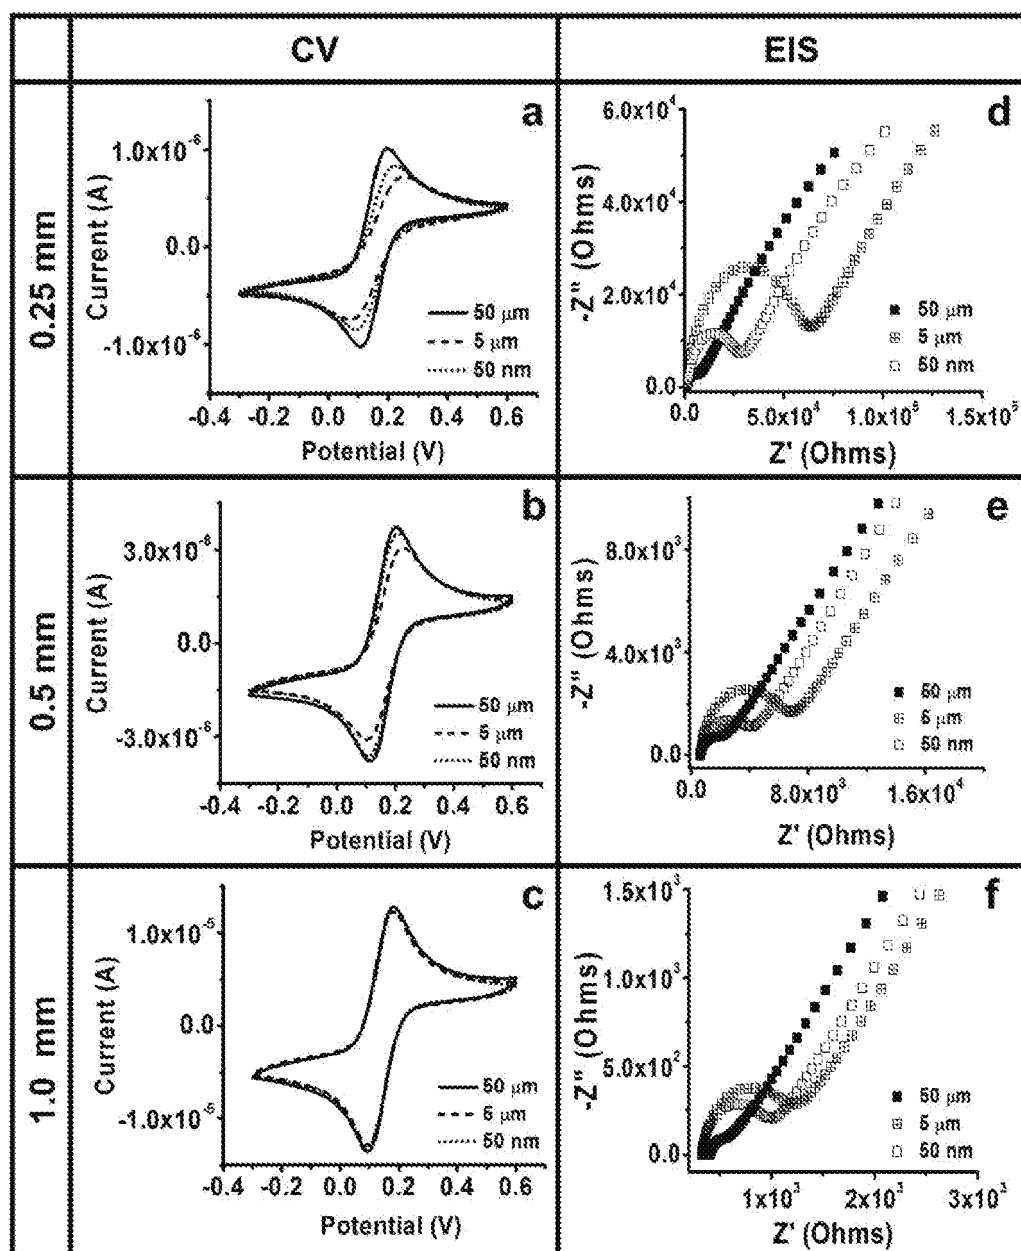 CV
EIS
0.25 mm
a
Current (A)
1.0x10⁻⁶
0.0
-1.0x10⁻⁶
50 μm
5 μm
50 nm
-0.4 -0.2 0.0 0.2 0.4 0.6
Potential (V)
d
-Z" (Ohms)
6.0x10⁴
4.0x10⁴
2.0x10⁴
0.0
50 μm
5 μm
50 nm
0.0 5.0x10⁴ 1.0x10⁵ 1.5x10⁵
Z' (Ohms)
0.5 mm
b
Current (A)
3.0x10⁻⁶
0.0
-3.0x10⁻⁶
50 μm
5 μm
50 nm
-0.4 -0.2 0.0 0.2 0.4 0.6
Potential (V)
e
-Z" (Ohms)
8.0x10³
4.0x10³
0.0
50 μm
5 μm
50 nm
0.0 8.0x10³ 1.6x10⁴
Z' (Ohms)
1.0 mm
c
Current (A)
1.0x10⁻⁵
0.0
-1.0x10⁻⁵
50 μm
5 μm
50 nm
-0.4 -0.2 0.0 0.2 0.4 0.6
Potential (V)
f
-Z" (Ohms)
1.5x10³
1.0x10³
5.0x10²
0.0
50 μm
5 μm
50 nm
1x10³ 2x10³ 3x10³
Z' (Ohms)